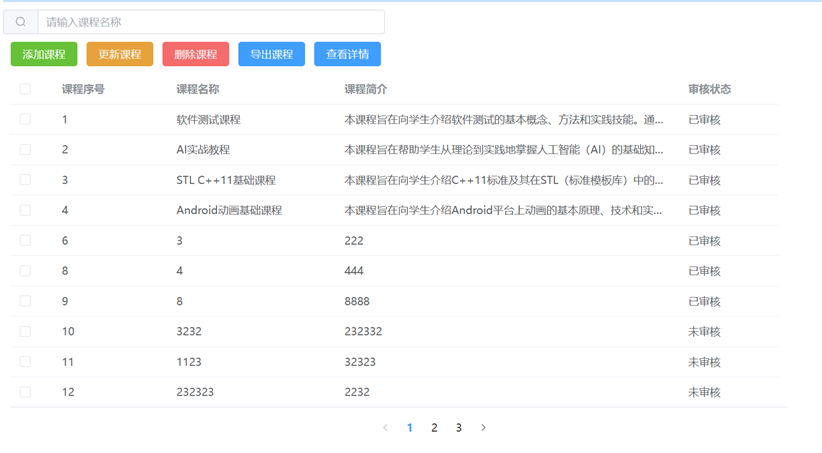 请输入课程名称
添加课程 更新课程 删除课程 导出课程 查看详情
课程序号 课程名称 课程简介 审核状态
1 软件测试课程 本课程旨在向学生介绍软件测试的基本概念、方法和实践技能。通... 已审核
2 AI实战教程 本课程旨在帮助学生从理论到实践地掌握人工智能（AI）的基础知... 已审核
3 STL C++11基础课程 本课程旨在向学生介绍C++11标准及其在STL（标准模板库）中的... 已审核
4 Android动画基础课程 本课程旨在向学生介绍Android平台上动画的基本原理、技术和实... 已审核
6 3 222 已审核
8 4 444 已审核
9 8 8888 已审核
10 3232 232332 未审核
11 1123 32323 未审核
12 232323 2232 未审核
1 2 3